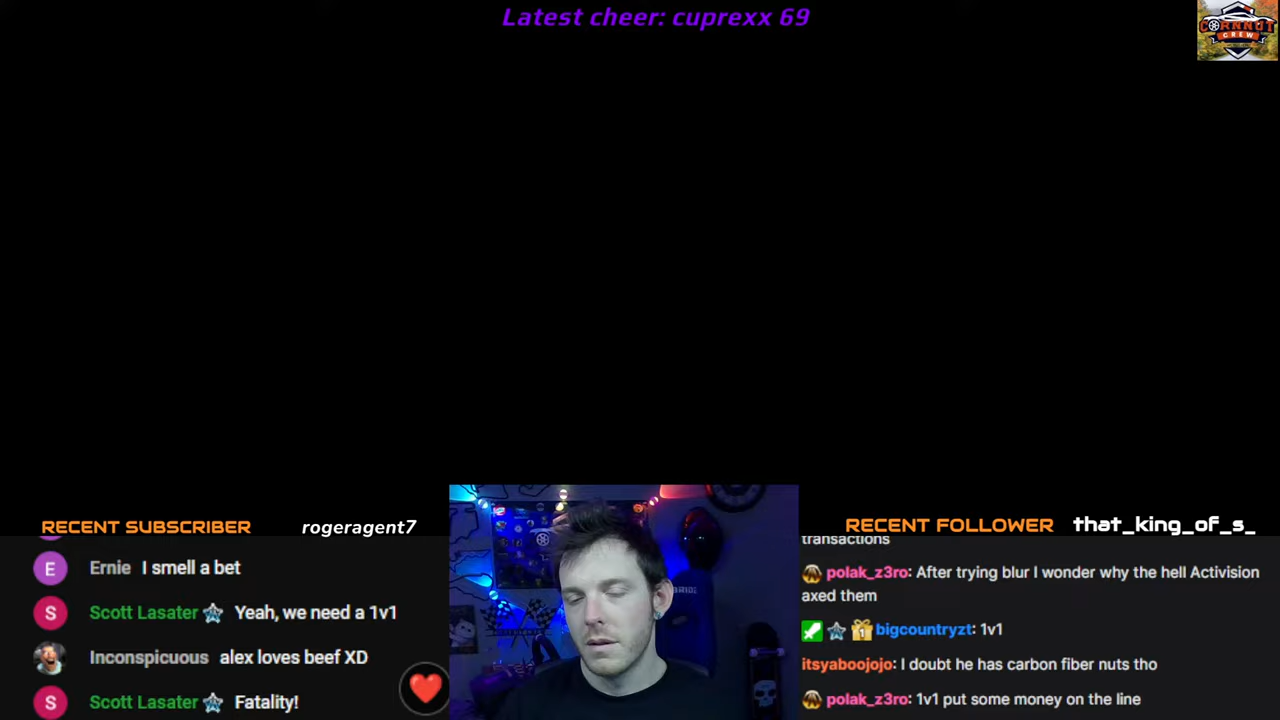 Latest cheer: cuprexx 69
CORNNUT
CREW
RECENT SUBSCRIBER rogeragent7
Ernie I smell a bet
Scott Lasater Yeah, we need a 1v1
Inconspicuous alex loves beef XD
Scott Lasater Fatality!
RECENT FOLLOWER that_king_of_s_
transactions
polak_z3ro: After trying blur I wonder why the hell Activision
axed them
bigcountryzt: 1v1
itsyaboojojo: I doubt he has carbon fiber nuts tho
polak_z3ro: 1v1 put some money on the line